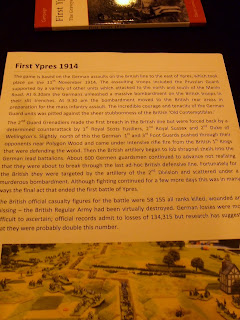 First Ypres
First Ypres 1914
The game is based on the German assaults on the British line to the east of Ypres, which took
place on the 11th November 1914. The assaulting troops included the Prussian Guard
supported by a variety of other units which attacked to the north and south of the Menin
Road. At 6.30am the Germans unleashed a massive bombardment on the British troops in
their slit trenches. At 9.30 am the bombardment moved to the British rear areas in
preparation for the mass infantry assault. The incredible courage and tenacity of the German
Guard units was pitted against the sheer stubbornness of the British 'Old Contemptibles'.
The 2nd Guard Grenadiers made the first breach in the British line but were forced back by a
determined counterattack by 1st Royal Scots Fusiliers, 2nd Royal Sussex and 2nd Duke of
Wellington's. Slightly north of this the German 1st and 3rd Foot Guards pushed through their
opponents near Polygon Wood and came under intensive rifle fire from the British 1st Kings
that were defending the wood. Then the British artillery began to lob shrapnel shells into the
German lead battalions. About 600 German guardsmen continued to advance not realising
that they were about to break through the last ad-hoc British defensive line. Fortunately for
the British they were targeted by the artillery of the 2nd Division and scattered under a
murderous bombardment. Although fighting continued for a few more days this was in many
ways the final act that ended the first battle of Ypres.
The British official casualty figures for the battle were 58 155 all ranks killed, wounded or
missing – the British Regular Army had been virtually destroyed. German losses were mo
difficult to ascertain; official records admit to losses of 134,315 but research has sugges
that they were probably double this number.